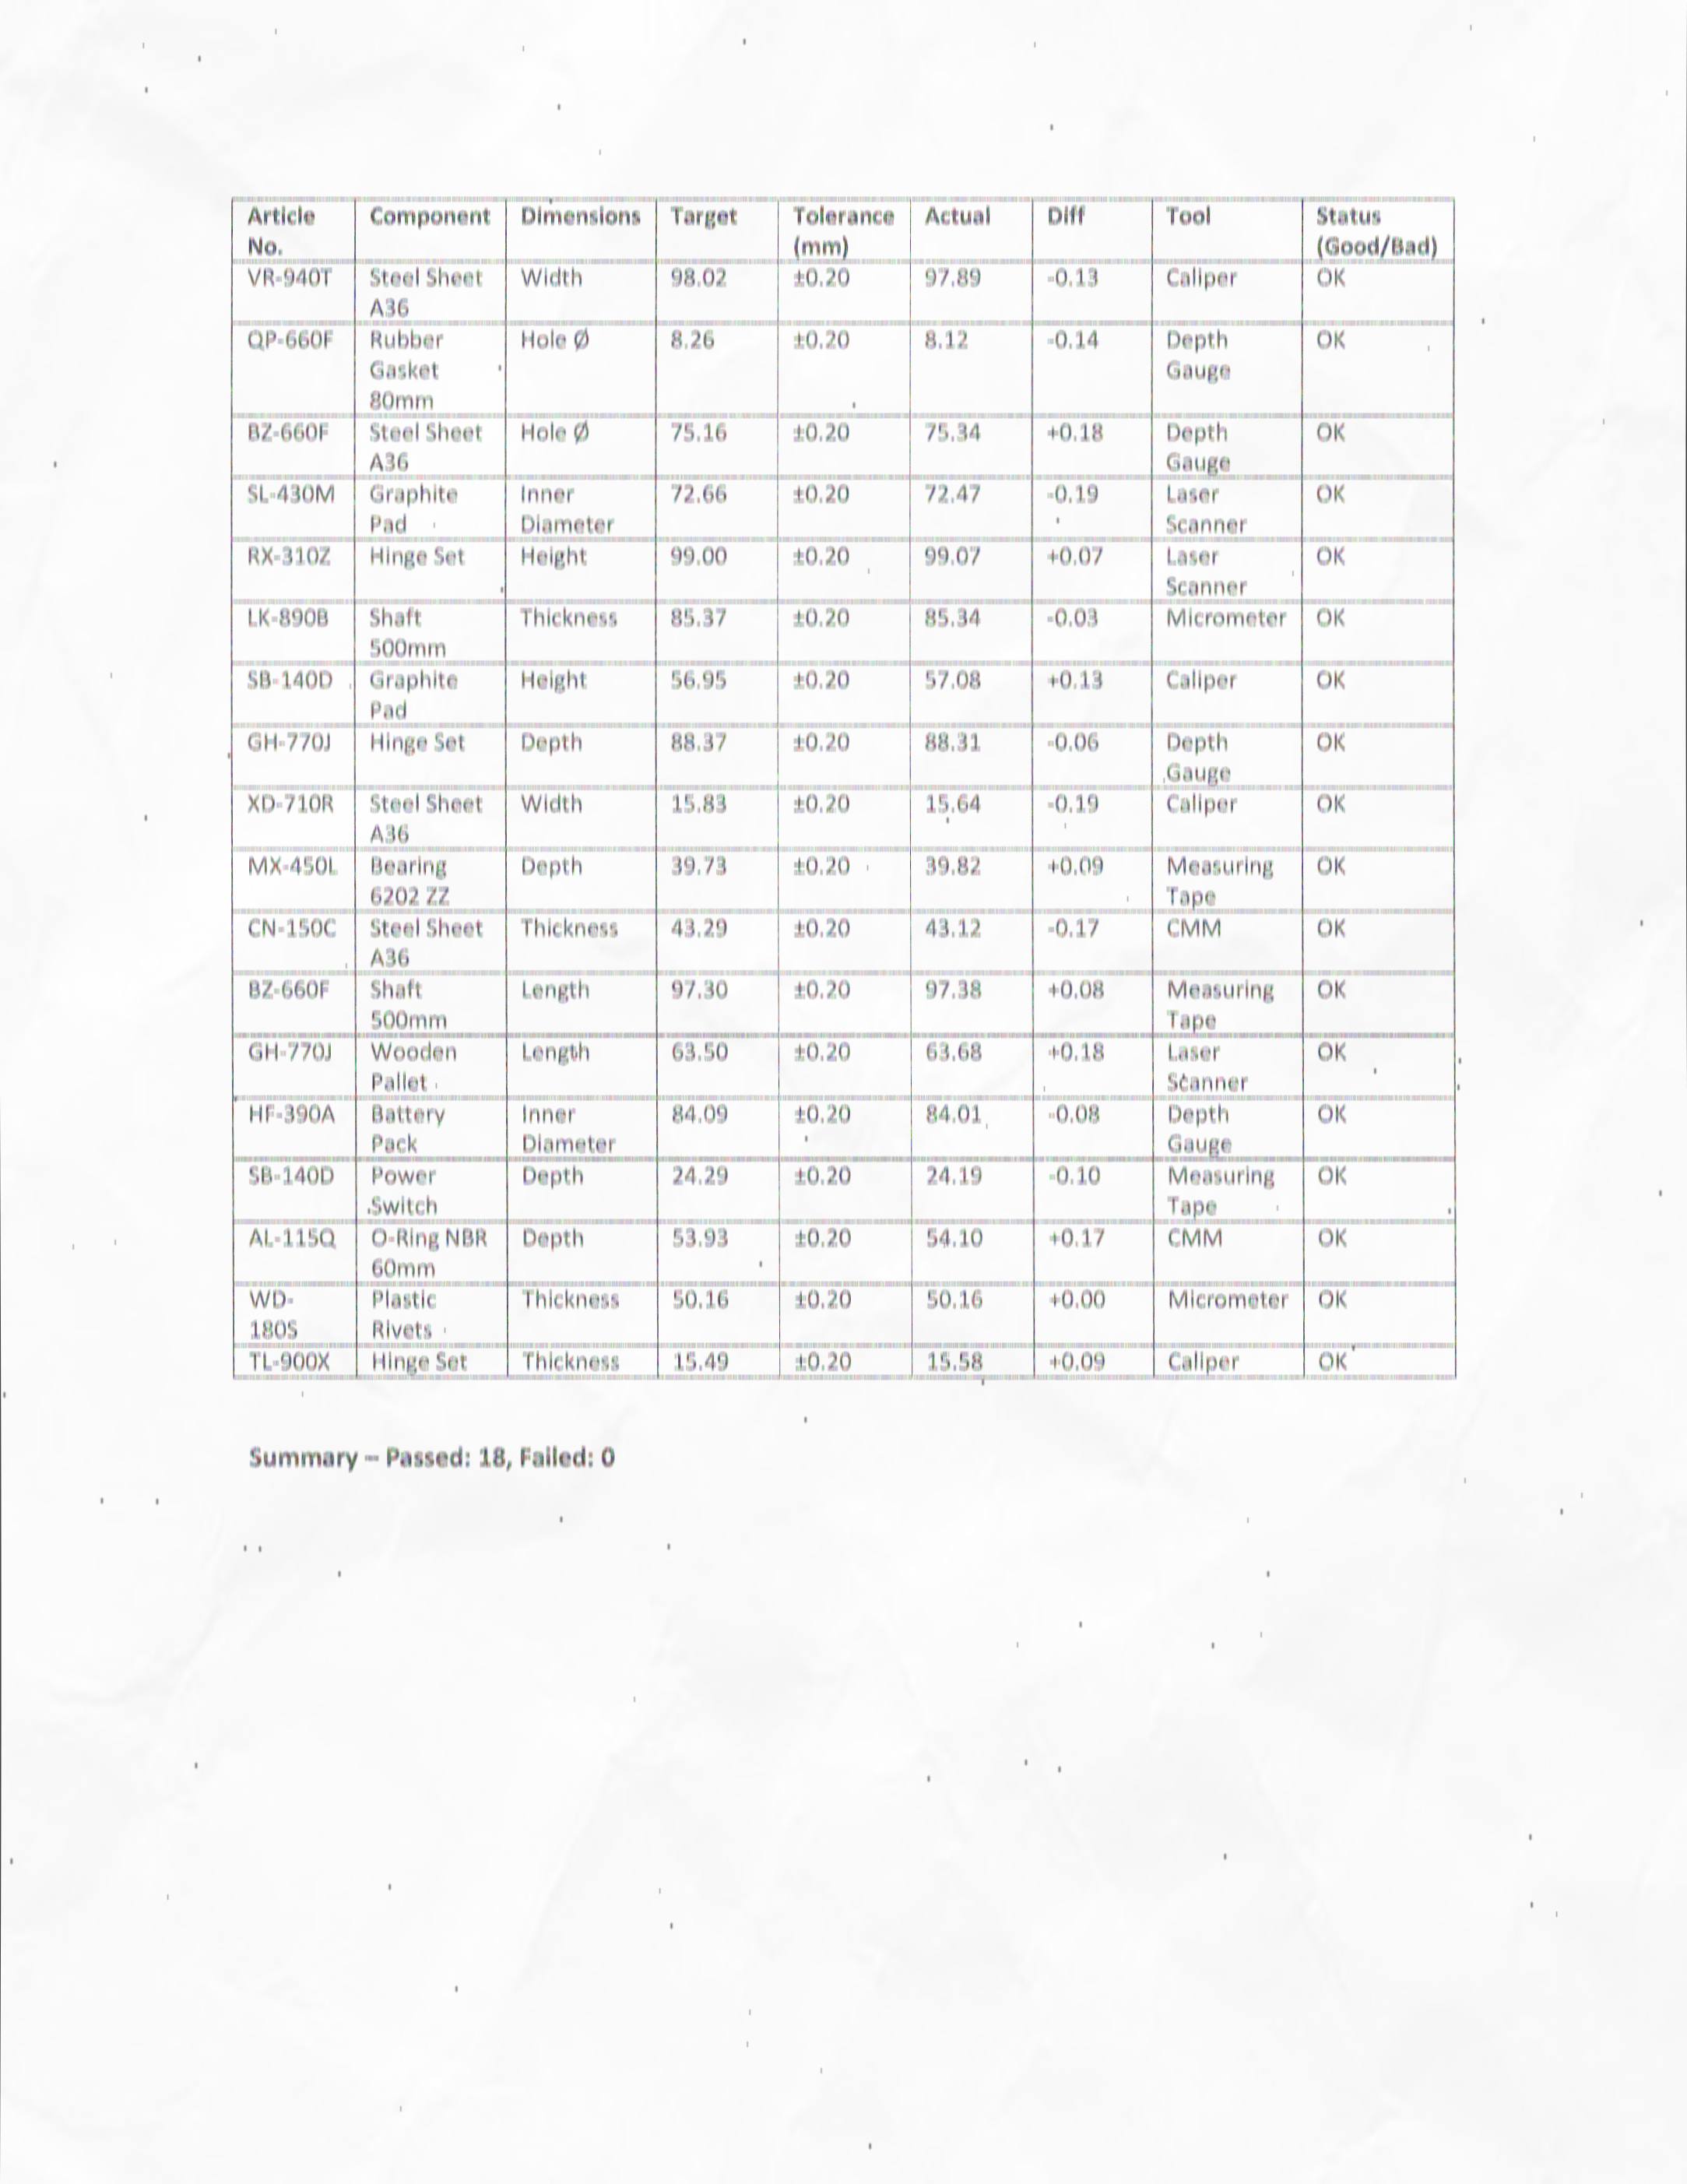 Article No. Component Dimensions Target Tolerance (mm) Actual Diff Tool Status (Good/Bad)
VR-940T Steel Sheet A36 Width 98.02 ±0.20 97.89 -0.13 Caliper OK
QP-660F Rubber Gasket 80mm Hole Ø 8.26 ±0.20 8.12 -0.14 Depth Gauge OK
BZ-660F Steel Sheet A36 Hole Ø 75.16 ±0.20 75.34 +0.18 Depth Gauge OK
SL-430M Graphite Pad Inner Diameter 72.66 ±0.20 72.47 -0.19 Laser Scanner OK
RX-310Z Hinge Set Height 99.00 ±0.20 99.07 +0.07 Laser Scanner OK
LK-890B Shaft 500mm Thickness 85.37 ±0.20 85.34 -0.03 Micrometer OK
SB-140D Graphite Pad Height 56.95 ±0.20 57.08 +0.13 Caliper OK
GH-770J Hinge Set Depth 88.37 ±0.20 88.31 -0.06 Depth Gauge OK
XD-710R Steel Sheet A36 Width 15.83 ±0.20 15.64 -0.19 Caliper OK
MX-450L Bearing 6202 ZZ Depth 39.73 ±0.20 39.82 +0.09 Measuring Tape OK
CN-150C Steel Sheet A36 Thickness 43.29 ±0.20 43.12 -0.17 CMM OK
BZ-660F Shaft 500mm Length 97.30 ±0.20 97.38 +0.08 Measuring Tape OK
GH-770J Wooden Pallet Length 63.50 ±0.20 63.68 +0.18 Laser Scanner OK
HF-390A Battery Pack Inner Diameter 84.09 ±0.20 84.01 -0.08 Depth Gauge OK
SB-140D Power Switch Depth 24.29 ±0.20 24.19 -0.10 Measuring Tape OK
AL-115Q O-Ring NBR 60mm Depth 53.93 ±0.20 54.10 +0.17 CMM OK
WD-180S Plastic Rivets Thickness 50.16 ±0.20 50.16 +0.00 Micrometer OK
TL-900X Hinge Set Thickness 15.49 ±0.20 15.58 +0.09 Caliper OK
Summary – Passed: 18, Failed: 0